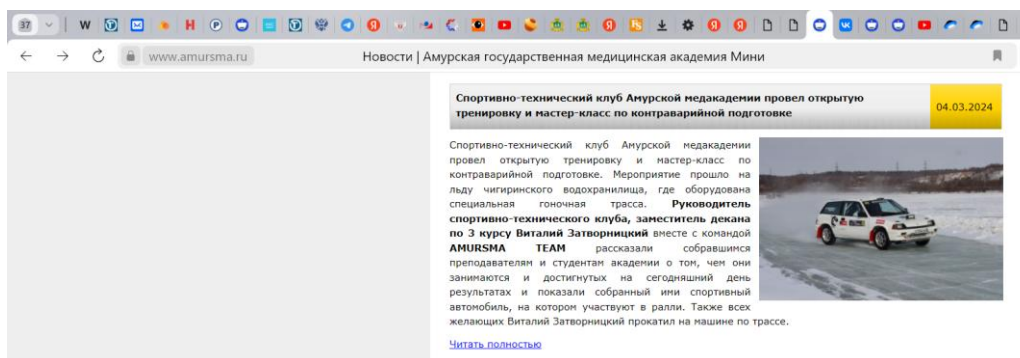 37
www.amursma.ru
Новости | Амурская государственная медицинская академия Мини
Спортивно-технический клуб Амурской медакадемии провел открытую
тренировку и мастер-класс по контраварийной подготовке
04.03.2024
Спортивно-технический клуб Амурской медакадемии
провел открытую тренировку и мастер-класс по
контраварийной подготовке. Мероприятие прошло на
льду чигиринского водохранилища, где оборудована
специальная гоночная трасса. Руководитель
спортивно-технического клуба, заместитель декана
по 3 курсу Виталий Затворницкий вместе с командой
AMURSMA TEAM рассказали собравшимся
преподавателям и студентам академии о том, чем они
занимаются и достигнутых на сегодняшний день
результатах и показали собранный ими спортивный
автомобиль, на котором участвуют в ралли. Также всех
желающих Виталий Затворницкий прокатил на машине по трассе.
Читать полностью